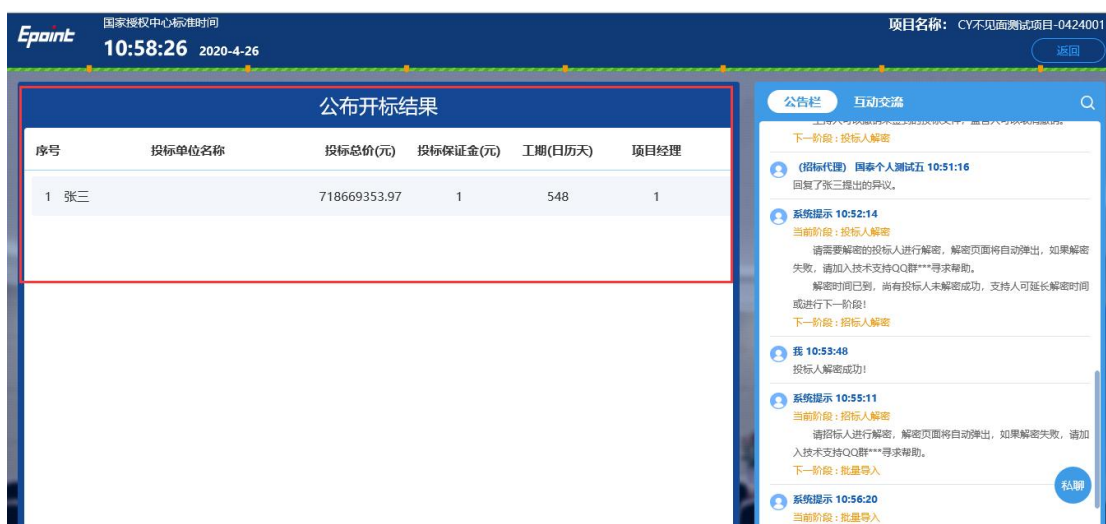 Epoint
国家授权中心标准时间
10:58:26 2020-4-26
项目名称： CY不见面测试项目-0424001
返回
公布开标结果
序号 投标单位名称 投标总价(元) 投标保证金(元) 工期(日历天) 项目经理
1 张三 718669353.97 1 548 1
公告栏 互动交流
下一阶段：投标人解密
(招标代理) 国泰个人测试五 10:51:16
回复了张三提出的异议。
系统提示 10:52:14
当前阶段：投标人解密
请需要解密的投标人进行解密，解密页面将自动弹出，如果解密
失败，请加入技术支持QQ群***寻求帮助。
解密时间已到，尚有投标人未解密成功，支持人可延长解密时间
或进行下一阶段！
下一阶段：招标人解密
我 10:53:48
投标人解密成功！
系统提示 10:55:11
当前阶段：招标人解密
请招标人进行解密，解密页面将自动弹出，如果解密失败，请加
入技术支持QQ群***寻求帮助。
下一阶段：批量导入
私聊
系统提示 10:56:20
当前阶段：批量导入